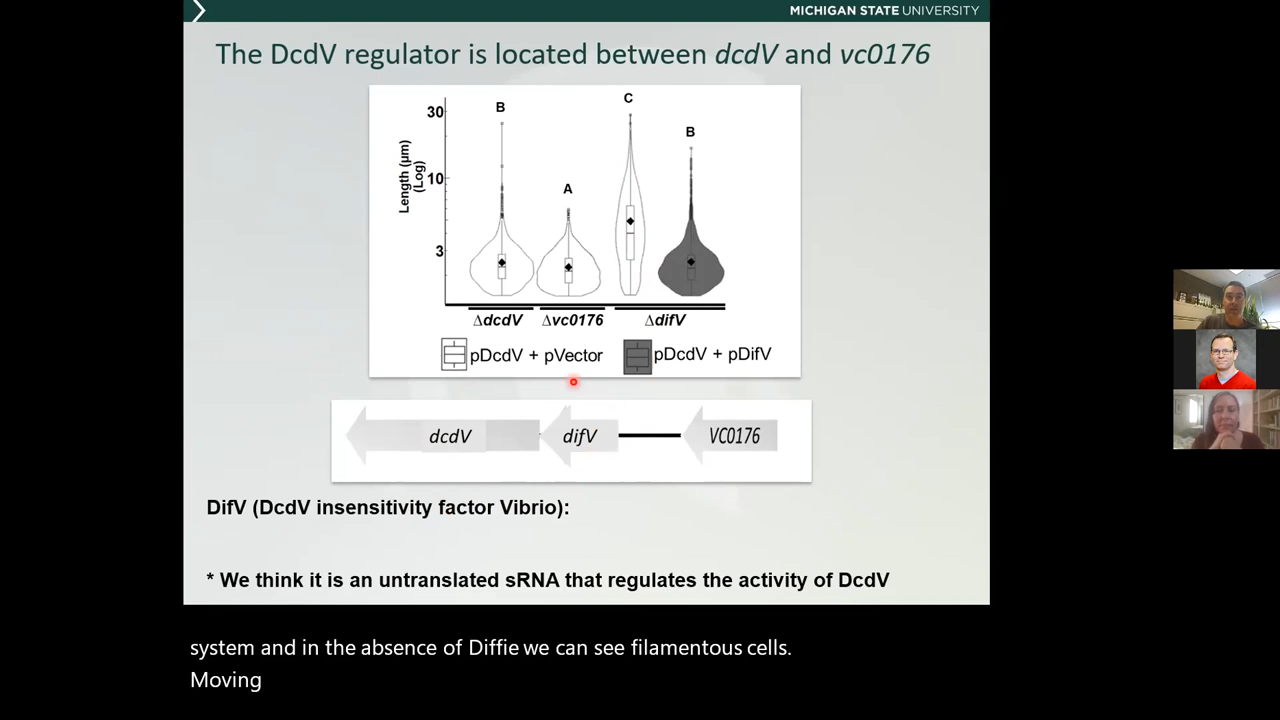 MICHIGAN STATE UNIVERSITY
The DcdV regulator is located between dcdV and vc0176
B
A
C
B
30
10
3
Length (μm)
(Log)
ΔdcdV
Δvc0176
ΔdifV
pDcdV + pVector
pDcdV + pDifV
dcdV
difV
VC0176
DifV (DcdV insensitivity factor Vibrio):
* We think it is an untranslated sRNA that regulates the activity of DcdV
system and in the absence of Diffie we can see filamentous cells.
Moving